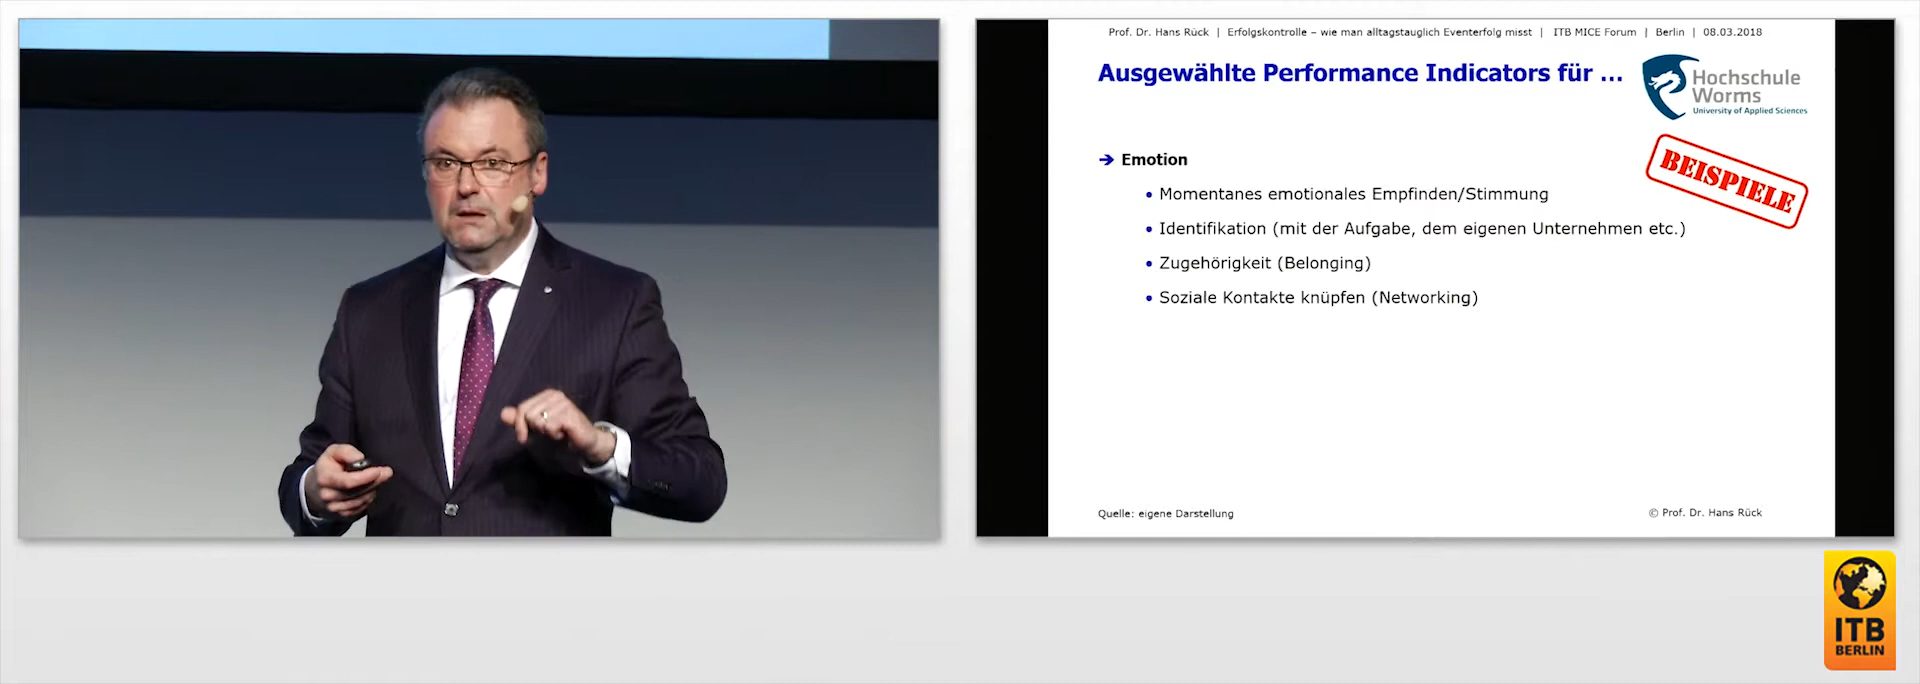 Prof. Dr. Hans Rück | Erfolgskontrolle – wie man alltagstauglich Eventerfolg misst | ITB MICE Forum | Berlin | 08.03.2018
Ausgewählte Performance Indicators für ...
Hochschule
Worms
University of Applied Sciences
BEISPIELE
➔ Emotion
• Momentanes emotionales Empfinden/Stimmung
• Identifikation (mit der Aufgabe, dem eigenen Unternehmen etc.)
• Zugehörigkeit (Belonging)
• Soziale Kontakte knüpfen (Networking)
Quelle: eigene Darstellung
© Prof. Dr. Hans Rück
ITB
BERLIN